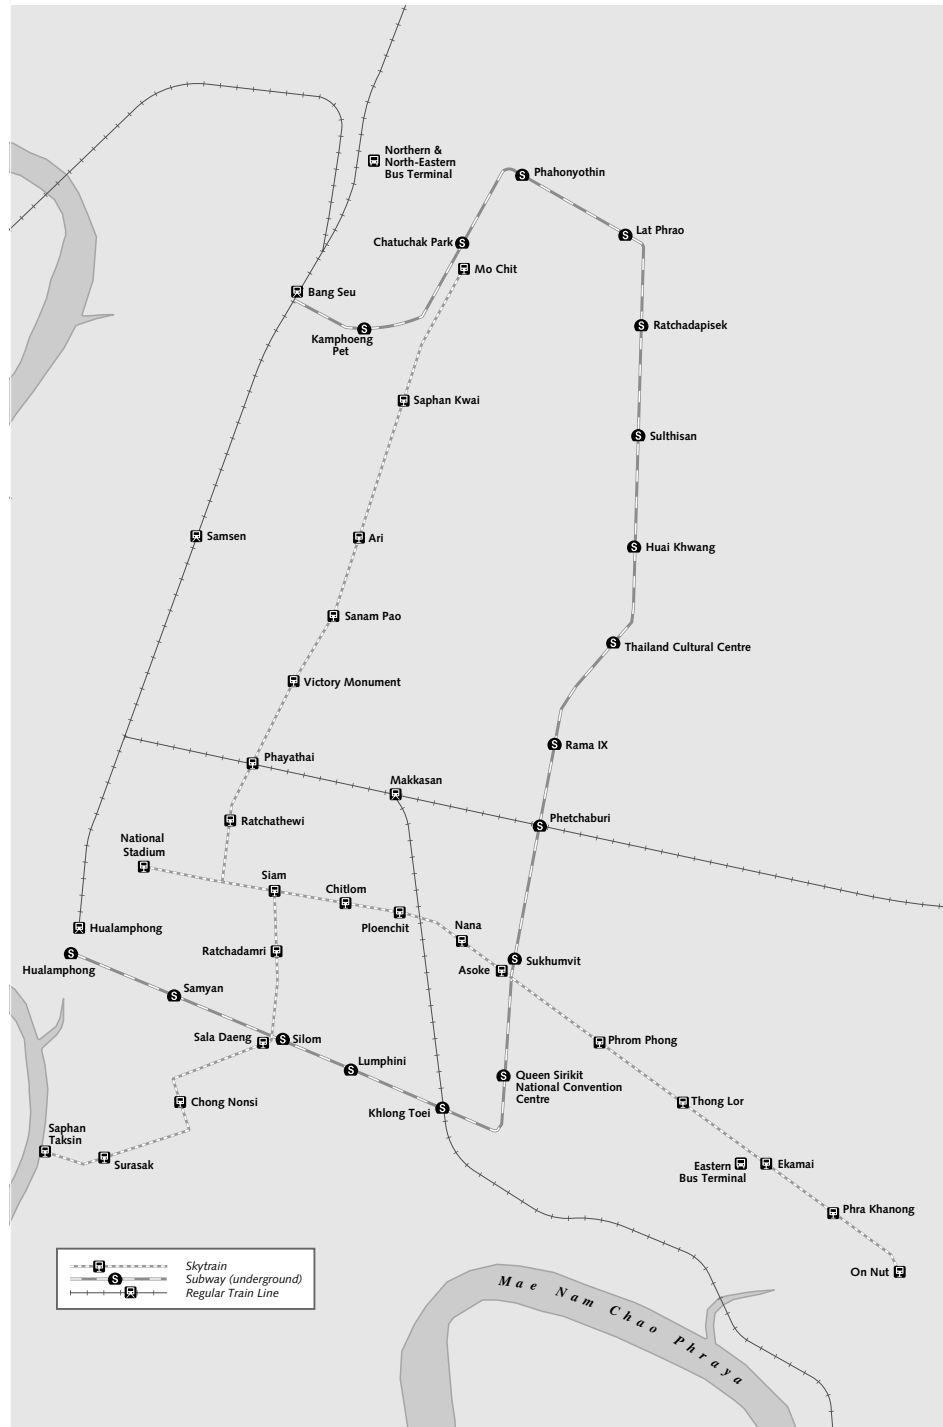 Northern &
North-Eastern
Bus Terminal
Phahonyothin
Lat Phrao
Chatuchak Park
Mo Chit
Bang Seu
Kamphoeng
Pet
Ratchadapisek
Saphan Kwai
Sulthisan
Samsen
Ari
Huai Khwang
Sanam Pao
Thailand Cultural Centre
Victory Monument
Rama IX
Phayathai
Makkasan
Ratchathewi
Phetchaburi
National
Stadium
Siam
Chitlom
Ploenchit
Nana
Hualamphong
Ratchadamri
Asoke
Sukhumvit
Hualamphong
Samyan
Sala Daeng
Silom
Phrom Phong
Lumphini
Queen Sirikit
National Convention
Centre
Chong Nonsi
Khlong Toei
Thong Lor
Saphan
Taksin
Surasak
Eastern
Bus Terminal
Ekamai
Phra Khanong
On Nut
Skytrain
Subway (underground)
Regular Train Line
Mae Nam Chao Phraya